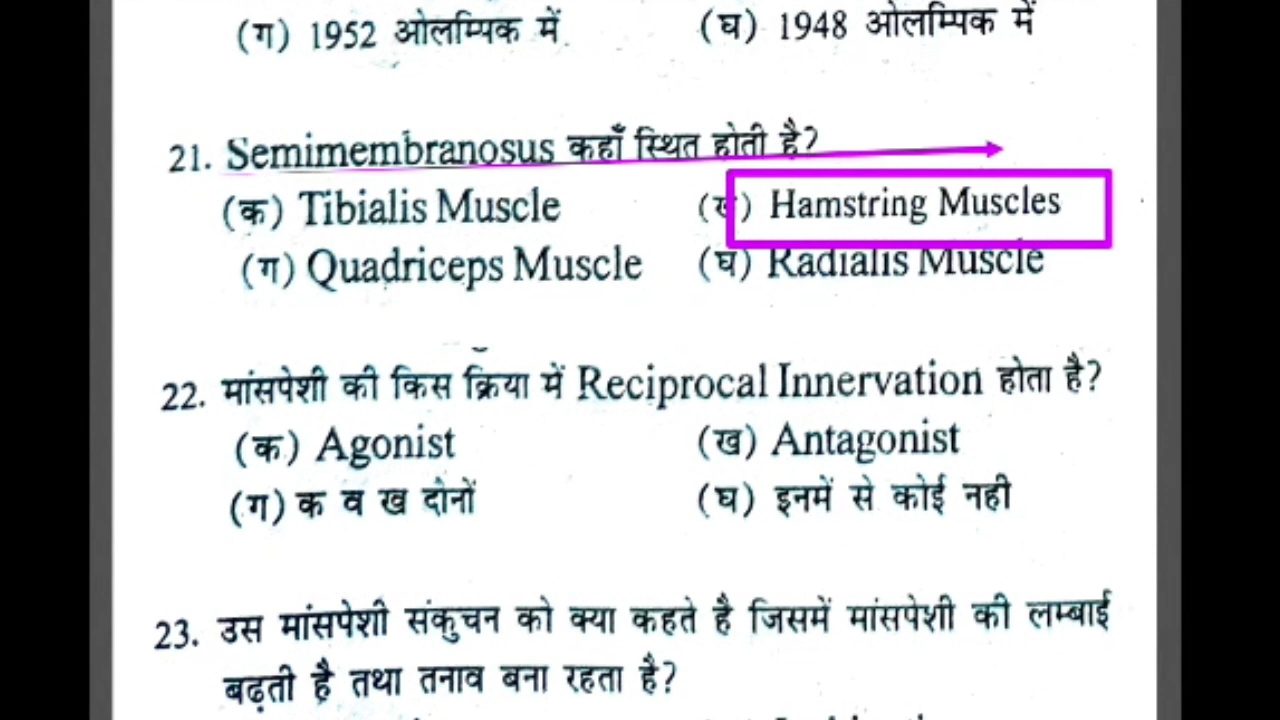 (ग) 1952 ओलम्पिक में (घ) 1948 ओलम्पिक में
21. Semimembranosus कहाँ स्थित होती है?
(क) Tibialis Muscle (ख) Hamstring Muscles
(ग) Quadriceps Muscle (घ) Radialis Muscle
22. मांसपेशी की किस क्रिया में Reciprocal Innervation होता है?
(क) Agonist (ख) Antagonist
(ग) क व ख दोनों (घ) इनमें से कोई नही
23. उस मांसपेशी संकुचन को क्या कहते है जिसमें मांसपेशी की लम्बाई
बढ़ती है तथा तनाव बना रहता है?